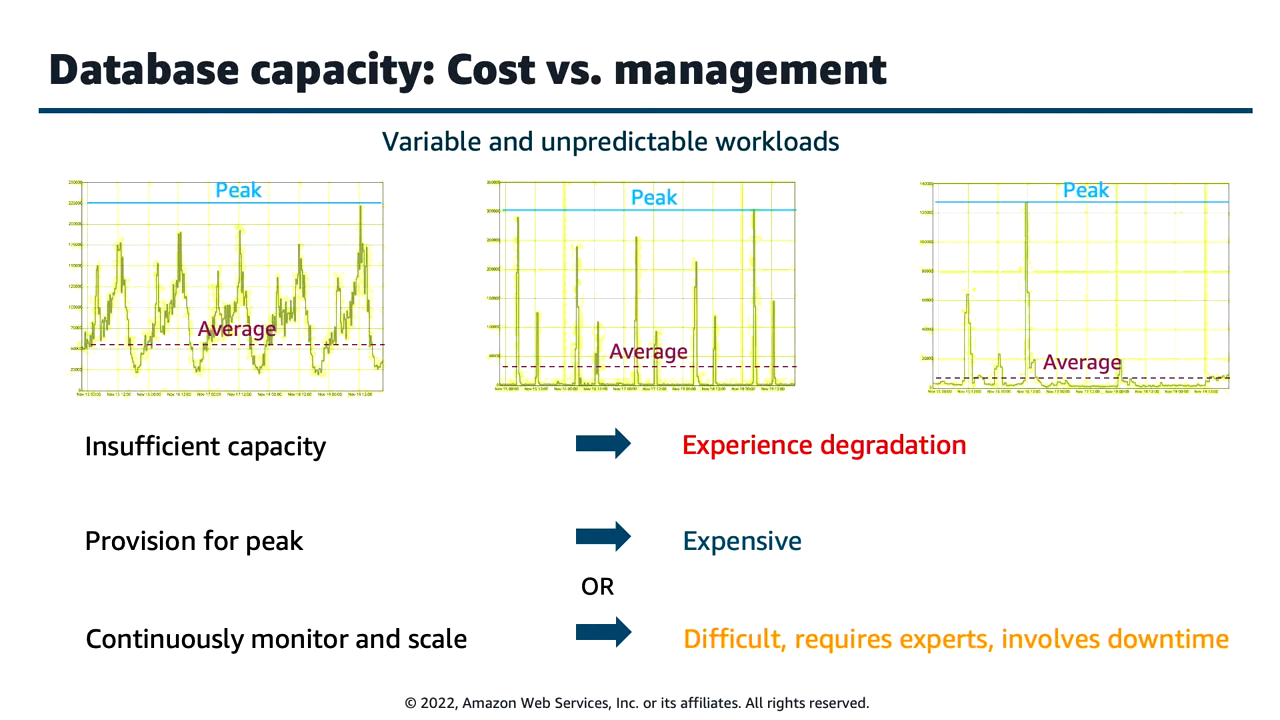 Database capacity: Cost vs. management
Variable and unpredictable workloads
Peak
Average
Peak
Average
Peak
Average
Insufficient capacity
Experience degradation
Provision for peak
Expensive
OR
Continuously monitor and scale
Difficult, requires experts, involves downtime
© 2022, Amazon Web Services, Inc. or its affiliates. All rights reserved.